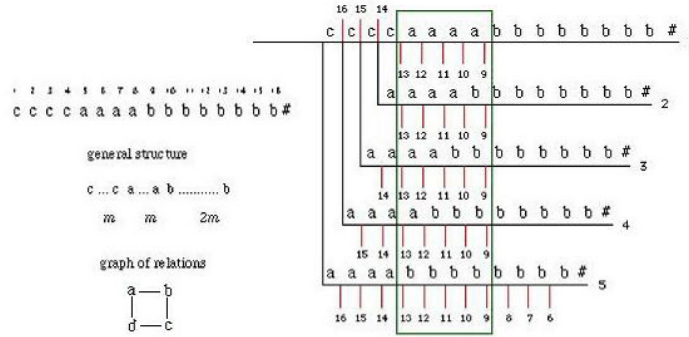 16 15 14
c c c c a a a a b b b b b b b b # 1
13 12 11 10 9
a a a a b b b b b b b b # 2
13 12 11 10 9
a a a a b b b b b b b b # 3
14 13 12 11 10 9
a a a a b b b b b b b b # 4
15 14 13 12 11 10 9
a a a a b b b b b b b b # 5
16 15 14 13 12 11 10 9 8 7 6
c c c c a a a a b b b b b b b b #
general structure
c ... c a ... a b ........... b
m m 2m
graph of relations
a b
d c